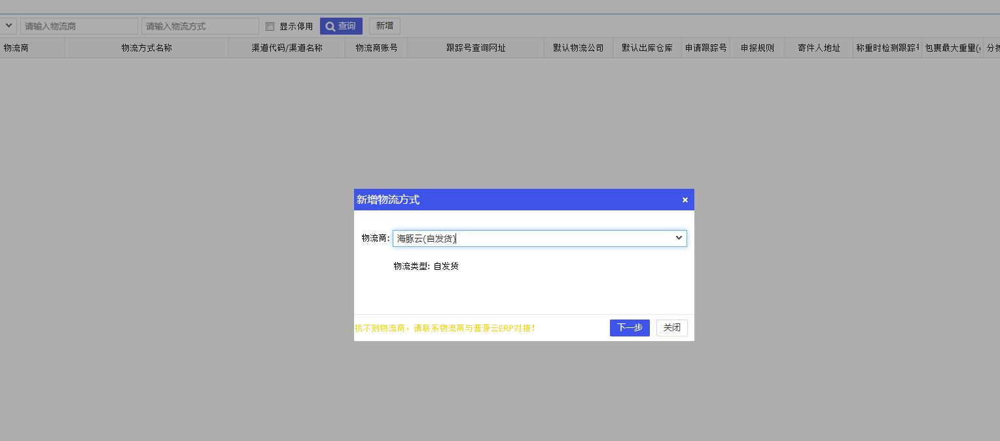 请输入物流商 请输入物流方式 显示停用 查询 新增
物流商 物流方式名称 渠道代码/渠道名称 物流商账号 跟踪号查询网址 默认物流公司 默认出库仓库 申请跟踪号 申报规则 寄件人地址 称重时检测跟踪号 包裹最大重量( 分拣
新增物流方式 ×
物流商: 海豚云(自发货)
物流类型: 自发货
找不到物流商，请联系物流商与普源云ERP对接! 下一步 关闭